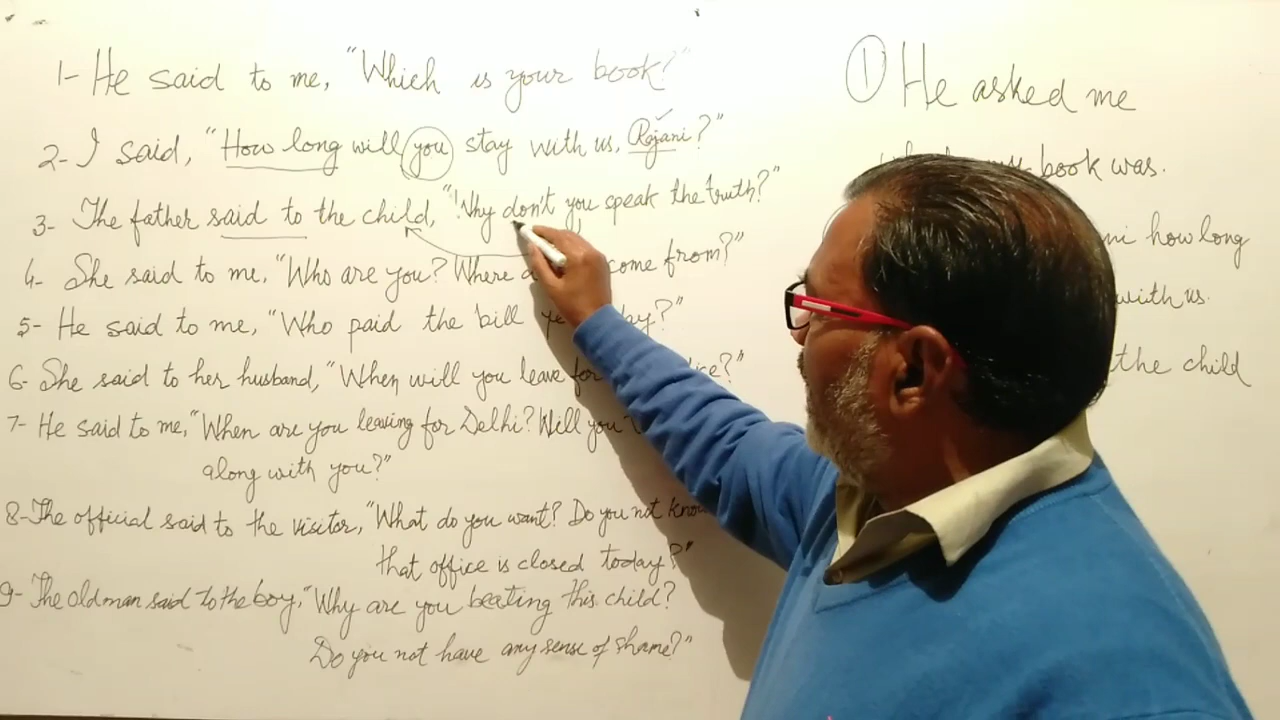 1- He said to me, "Which is your book?"
2- I said, "How long will you stay with us, Rajani?"
3- The father said to the child, "Why don't you speak the truth?"
4- She said to me, "Who are you? Where come from?"
5- He said to me, "Who paid the bill
6- She said to her husband, "When will you leave
7- He said to me, "When are you leaving for Delhi? Will you
along with you?"
8- The official said to the visitor, "What do you want? Do you not
that office is closed today?"
9- The old man said to the boy, "Why are you beating this child?
Do you not have any sense of shame?"
① He asked me
book was.
how long
with us.
the child